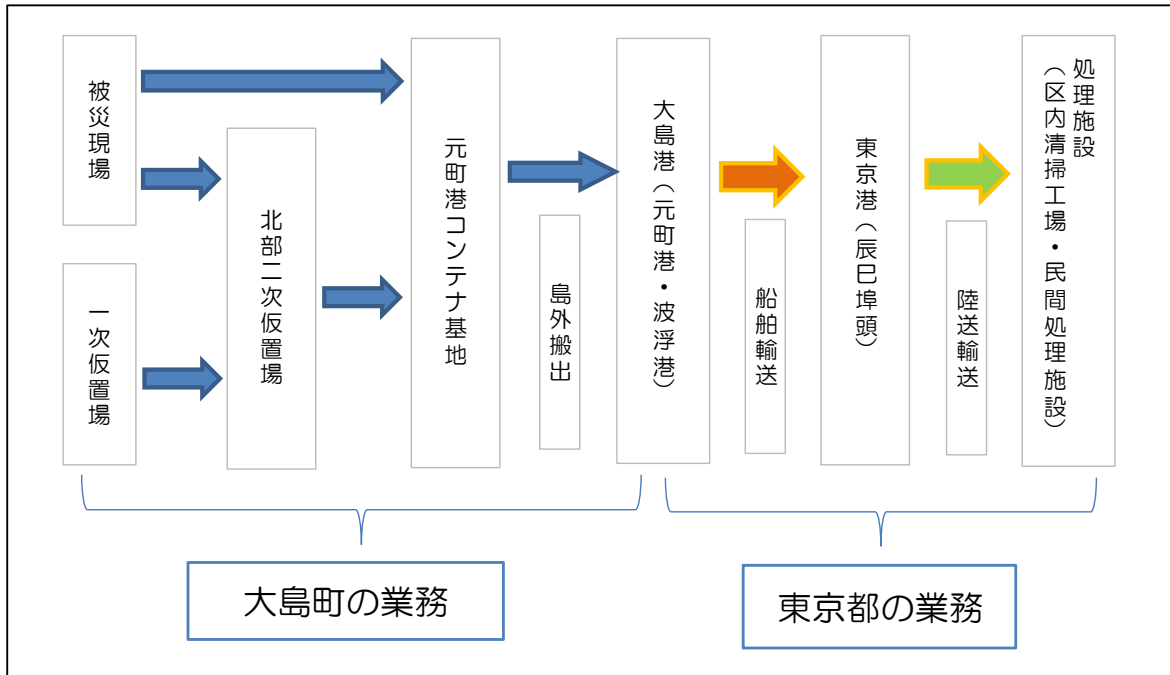 被災現場
一次仮置場
北部二次仮置場
元町港コンテナ基地
島外搬出
大島港（元町港・波浮港）
船舶輸送
東京港（辰巳埠頭）
陸送輸送
処理施設
（区内清掃工場・民間処理施設）
大島町の業務
東京都の業務